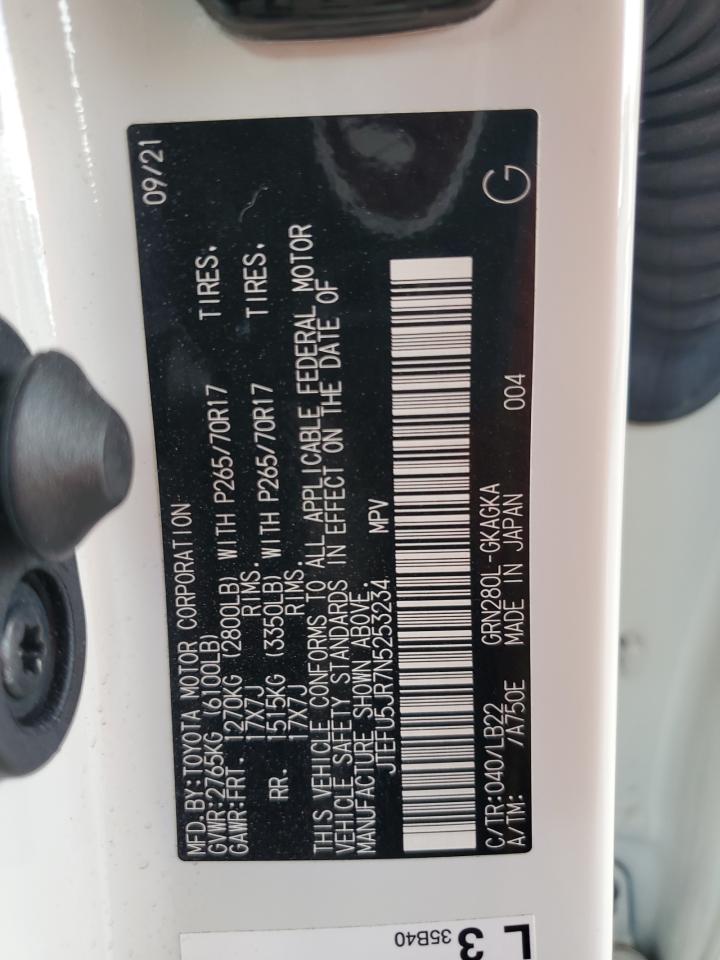 MFD.BY:TOYOTA MOTOR CORPORATION 09/21
GVWR:2765KG (6100LB)
GAWR:FRT. 1270KG (2800LB) WITH P265/70R17 TIRES.
17X7J RIMS.
RR. 1515KG (3350LB) WITH P265/70R17 TIRES.
17X7J RIMS.
THIS VEHICLE CONFORMS TO ALL APPLICABLE FEDERAL MOTOR
VEHICLE SAFETY STANDARDS IN EFFECT ON THE DATE OF
MANUFACTURE SHOWN ABOVE.
JTEFU5JR7N5253234 MPV
C/TR:040/LB22 GRN280L-GKAGKA 004
A/TM: /A750E MADE IN JAPAN G
L3
35B40